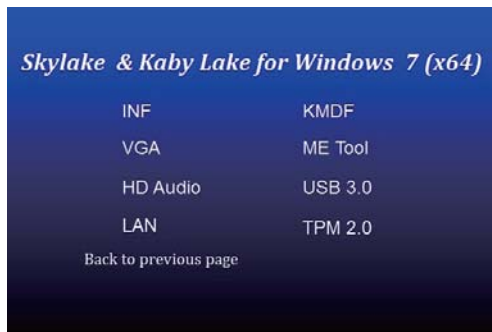 Skylake & Kaby Lake for Windows 7 (x64)
INF
KMDF
VGA
ME Tool
HD Audio
USB 3.0
LAN
TPM 2.0
Back to previous page